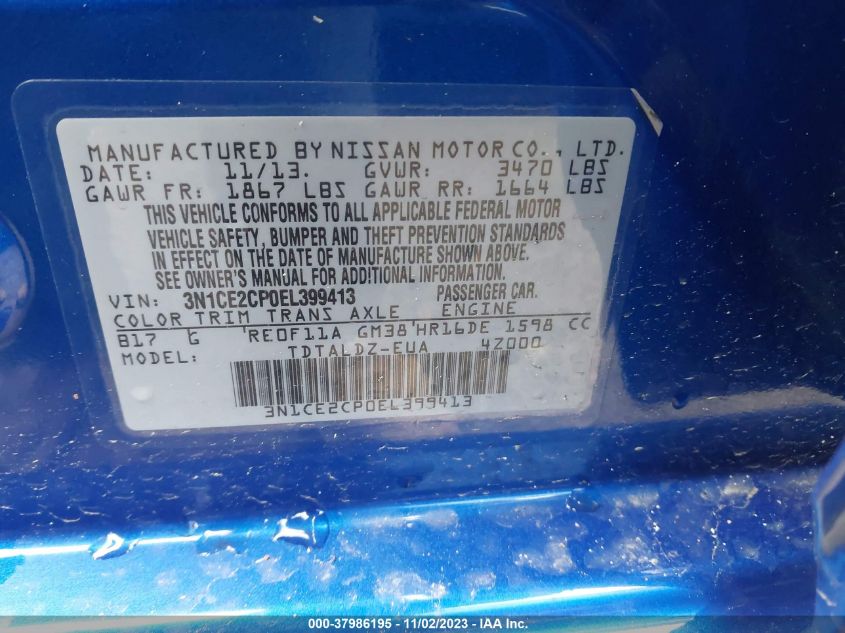 MANUFACTURED BY NISSAN MOTOR CO., LTD.
DATE: 11/13. GVWR: 3470 LBS
GAWR FR: 1867 LBS GAWR RR: 1664 LBS
THIS VEHICLE CONFORMS TO ALL APPLICABLE FEDERAL MOTOR
VEHICLE SAFETY, BUMPER AND THEFT PREVENTION STANDARDS
IN EFFECT ON THE DATE OF MANUFACTURE SHOWN ABOVE.
SEE OWNER'S MANUAL FOR ADDITIONAL INFORMATION.
VIN: 3N1CE2CP0EL399413 PASSENGER CAR.
COLOR TRIM TRANS AXLE ENGINE
B17 G RE0F11A GM38 HR16DE 1598 CC
MODEL: TDTALDZ-EUA 4Z000
3N1CE2CP0EL399413
000-37986195 - 11/02/2023 - IAAI.COM